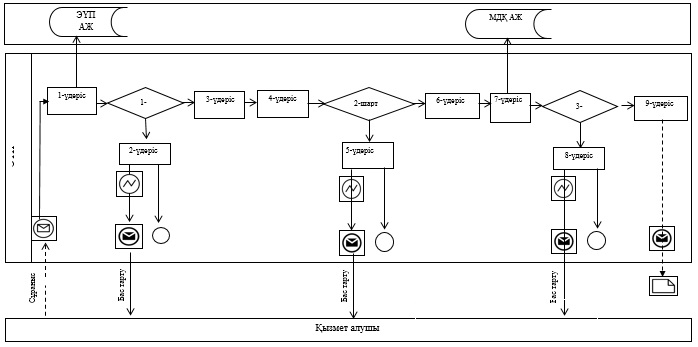 ЭҮП
АЖ
МДҚ АЖ
1-үдеріс
1-
3-үдеріс
4-үдеріс
2-шарт
6-үдеріс
7-үдеріс
3-
9-үдеріс
2-үдеріс
5-үдеріс
8-үдеріс
Сұраныс
Бас тарту
Бас тарту
Бас тарту
Қызмет алушы